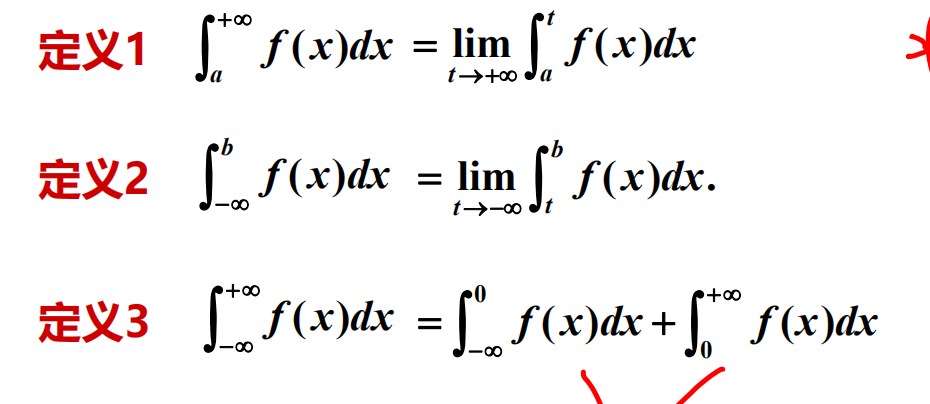 定义1 ∫_a^{+∞} f(x)dx = lim_{t→+∞} ∫_a^t f(x)dx
定义2 ∫_{-∞}^b f(x)dx = lim_{t→-∞} ∫_t^b f(x)dx.
定义3 ∫_{-∞}^{+∞} f(x)dx = ∫_{-∞}^0 f(x)dx + ∫_0^{+∞} f(x)dx